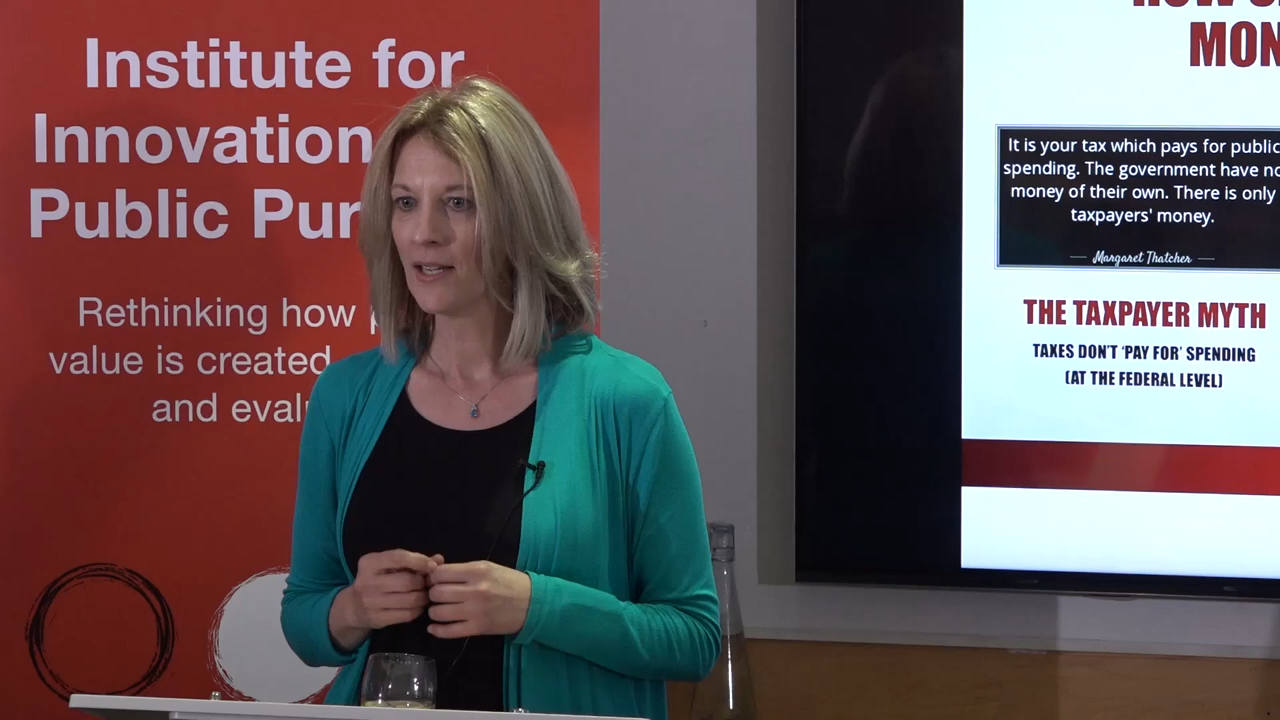 Institute for
Innovation
Public Pur
Rethinking how p
value is created
and eval
MON
It is your tax which pays for public
spending. The government have no
money of their own. There is only
taxpayers' money.
Margaret Thatcher
THE TAXPAYER MYTH
TAXES DON'T 'PAY FOR' SPENDING
(AT THE FEDERAL LEVEL)